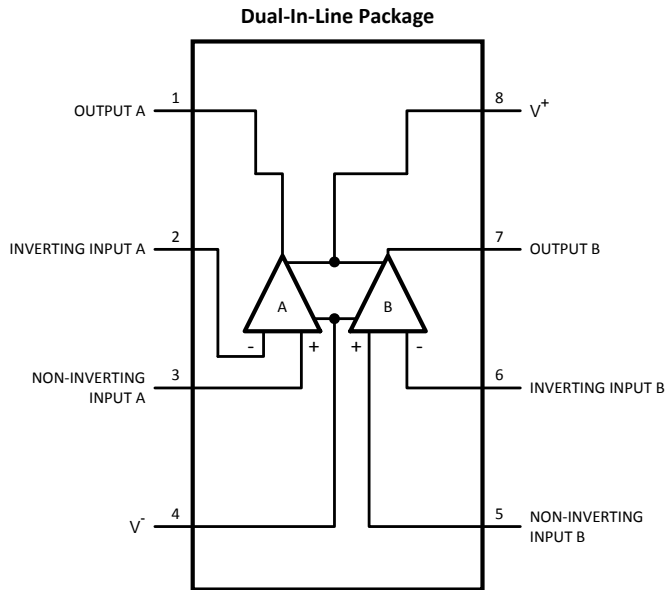 Dual-In-Line Package
1
OUTPUT A
8
V+
2
INVERTING INPUT A
7
OUTPUT B
A
B
-
+
+
-
3
NON-INVERTING
INPUT A
6
INVERTING INPUT B
4
V-
5
NON-INVERTING
INPUT B